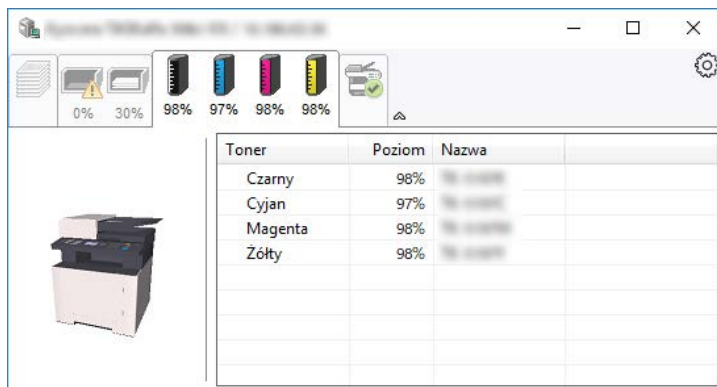 0% 30% 98% 97% 98% 98%
Toner Poziom Nazwa
Czarny 98%
Cyjan 97%
Magenta 98%
Żółty 98%